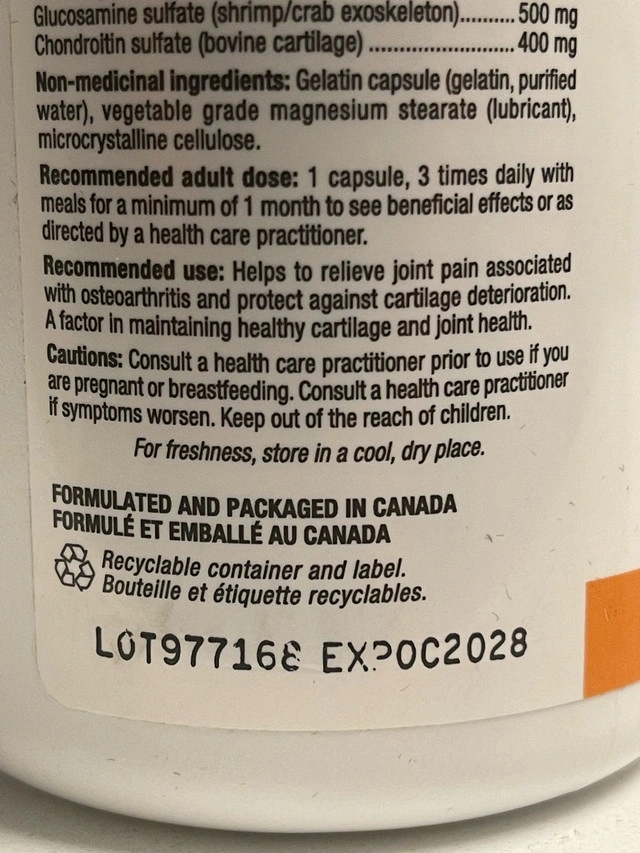 Glucosamine sulfate (shrimp/crab exoskeleton).......... 500 mg
Chondroitin sulfate (bovine cartilage) ......................... 400 mg
Non-medicinal ingredients: Gelatin capsule (gelatin, purified
water), vegetable grade magnesium stearate (lubricant),
microcrystalline cellulose.
Recommended adult dose: 1 capsule, 3 times daily with
meals for a minimum of 1 month to see beneficial effects or as
directed by a health care practitioner.
Recommended use: Helps to relieve joint pain associated
with osteoarthritis and protect against cartilage deterioration.
A factor in maintaining healthy cartilage and joint health.
Cautions: Consult a health care practitioner prior to use if you
are pregnant or breastfeeding. Consult a health care practitioner
if symptoms worsen. Keep out of the reach of children.
For freshness, store in a cool, dry place.
FORMULATED AND PACKAGED IN CANADA
FORMULÉ ET EMBALLÉ AU CANADA
Recyclable container and label.
Bouteille et étiquette recyclables.
LOT977168 EXPOC2028